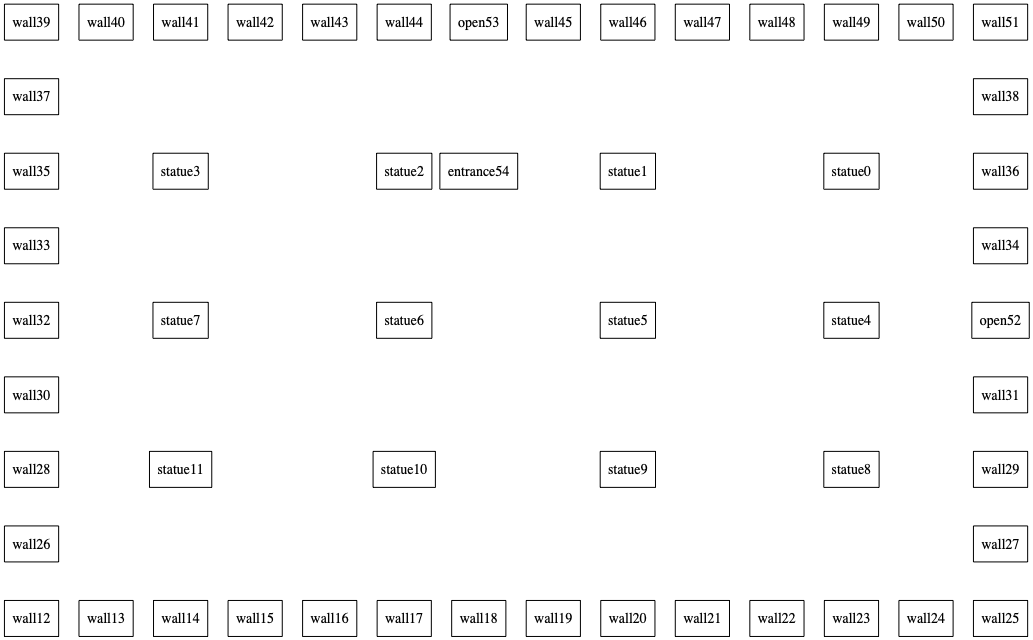 wall39 wall40 wall41 wall42 wall43 wall44 open53 wall45 wall46 wall47 wall48 wall49 wall50 wall51
wall37 wall38
wall35 statue3 statue2 entrance54 statue1 statue0 wall36
wall33 wall34
wall32 statue7 statue6 statue5 statue4 open52
wall30 wall31
wall28 statue11 statue10 statue9 statue8 wall29
wall26 wall27
wall12 wall13 wall14 wall15 wall16 wall17 wall18 wall19 wall20 wall21 wall22 wall23 wall24 wall25